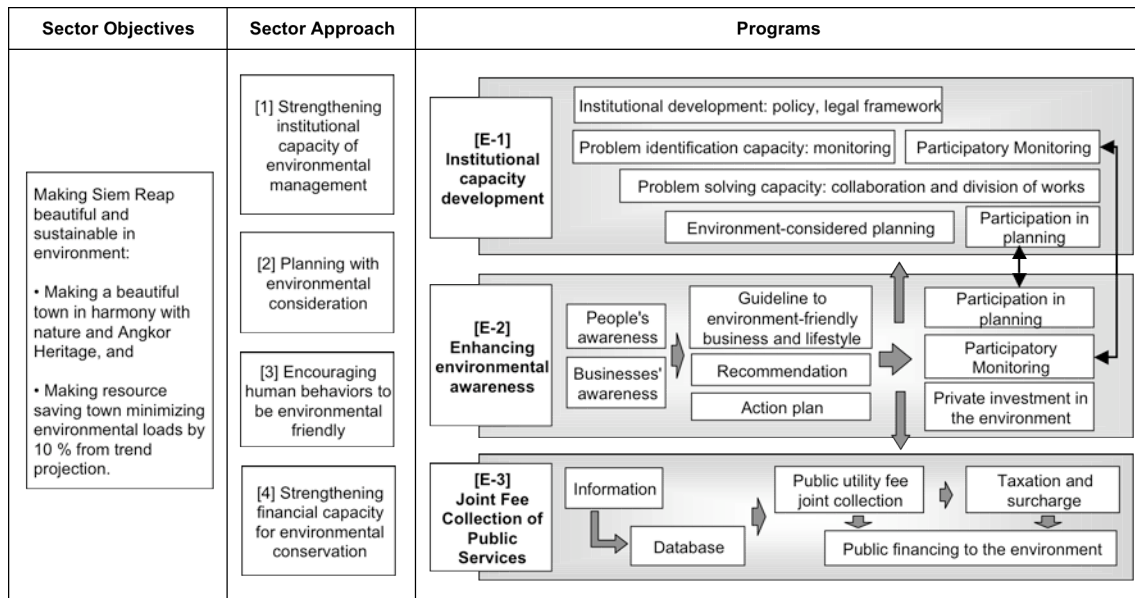 Sector Objectives
Sector Approach
Programs
Making Siem Reap
beautiful and
sustainable in
environment:
• Making a beautiful
town in harmony with
nature and Angkor
Heritage, and
• Making resource
saving town minimizing
environmental loads by
10 % from trend
projection.
[1] Strengthening
institutional
capacity of
environmental
management
[2] Planning with
environmental
consideration
[3] Encouraging
human behaviors to
be environmental
friendly
[4] Strengthening
financial capacity
for environmental
conservation
[E-1]
Institutional
capacity
development
Institutional development: policy, legal framework
Problem identification capacity: monitoring
Participatory Monitoring
Problem solving capacity: collaboration and division of works
Environment-considered planning
Participation in
planning
[E-2]
Enhancing
environmental
awareness
People's
awareness
Businesses'
awareness
Guideline to
environment-friendly
business and lifestyle
Recommendation
Action plan
Participation in
planning
Participatory
Monitoring
Private investment in
the environment
[E-3]
Joint Fee
Collection of
Public
Services
Information
Database
Public utility fee
joint collection
Taxation and
surcharge
Public financing to the environment